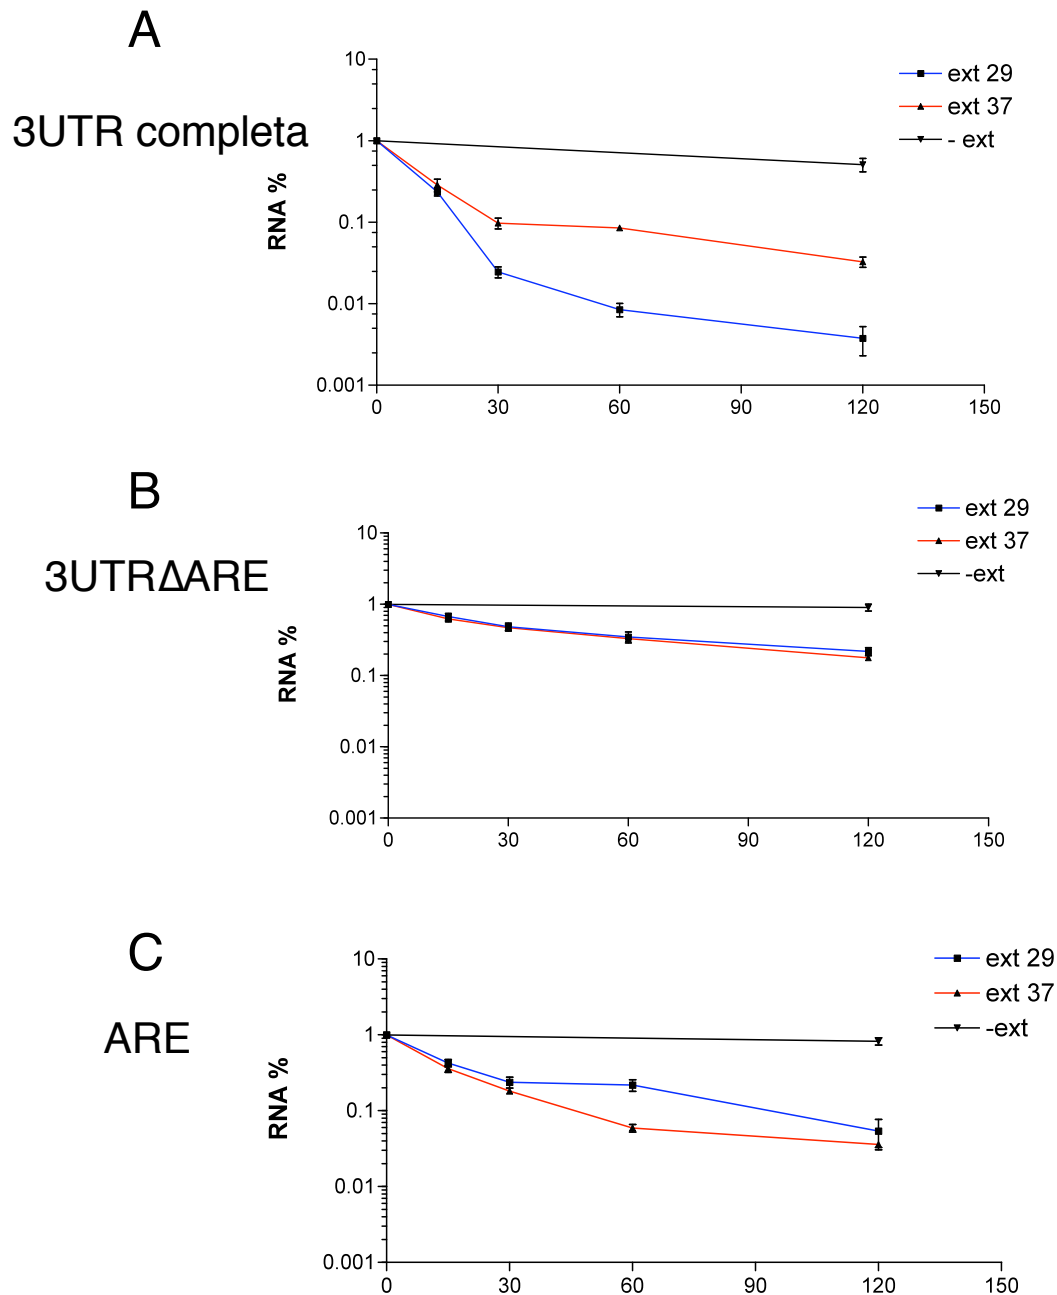 A
3UTR completa
ext 29
ext 37
- ext
RNA %
10
1
0.1
0.01
0.001
0 30 60 90 120 150
B
3UTRΔARE
ext 29
ext 37
-ext
RNA %
10
1
0.1
0.01
0.001
0 30 60 90 120 150
C
ARE
ext 29
ext 37
-ext
RNA %
10
1
0.1
0.01
0.001
0 30 60 90 120 150